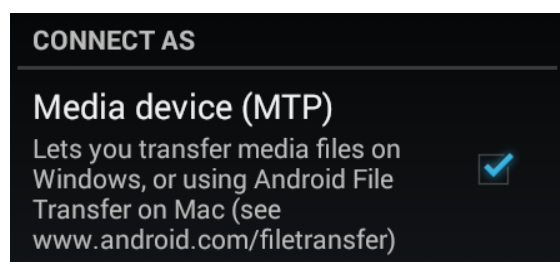 CONNECT AS
Media device (MTP)
Lets you transfer media files on
Windows, or using Android File
Transfer on Mac (see
www.android.com/filetransfer)